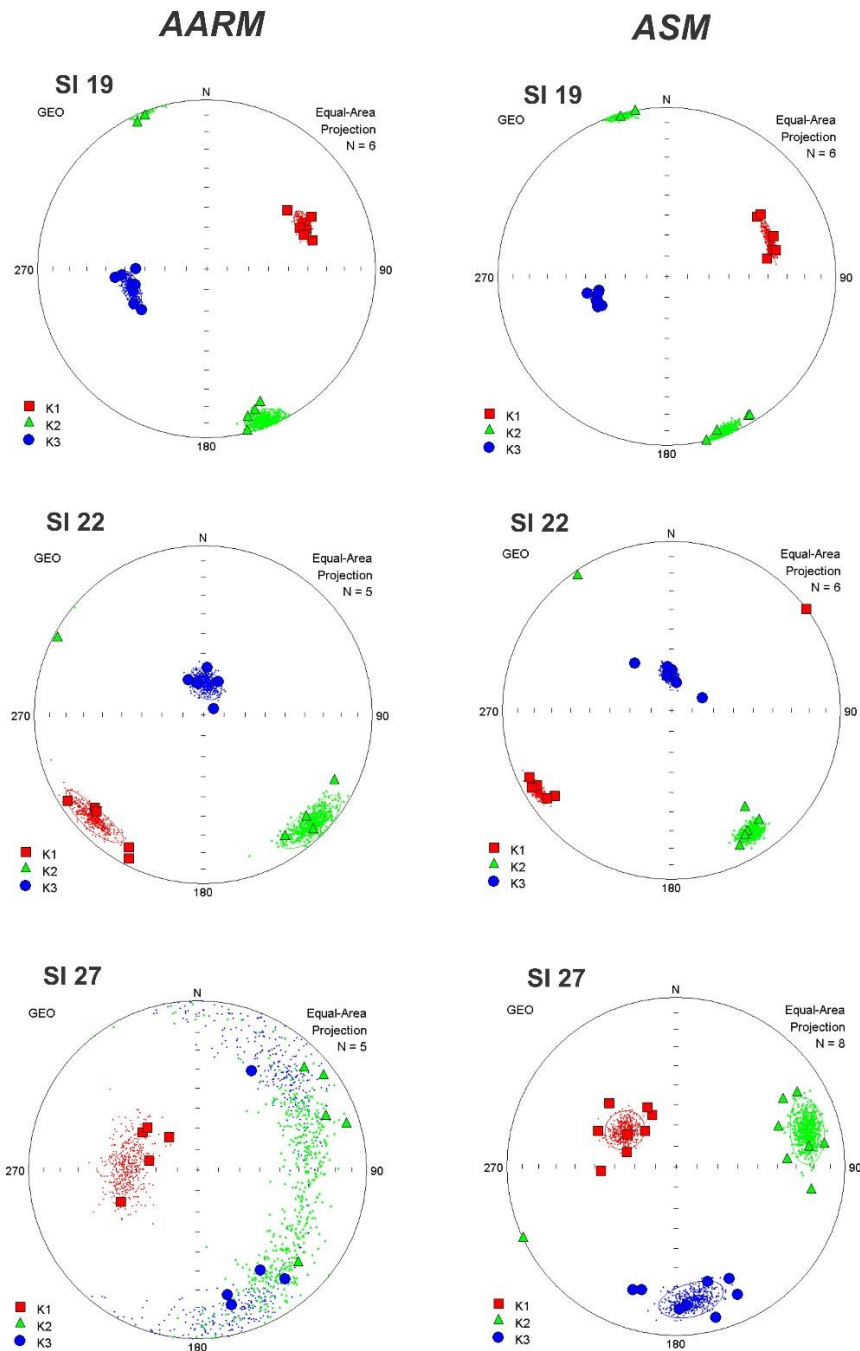 AARM
ASM
SI 19
GEO
N
Equal-Area
Projection
N = 6
270
90
180
K1
K2
K3
SI 19
GEO
N
Equal-Area
Projection
N = 6
270
90
180
K1
K2
K3
SI 22
GEO
N
Equal-Area
Projection
N = 5
270
90
180
K1
K2
K3
SI 22
GEO
N
Equal-Area
Projection
N = 6
270
90
180
K1
K2
K3
SI 27
GEO
N
Equal-Area
Projection
N = 5
270
90
180
K1
K2
K3
SI 27
GEO
N
Equal-Area
Projection
N = 8
270
90
180
K1
K2
K3